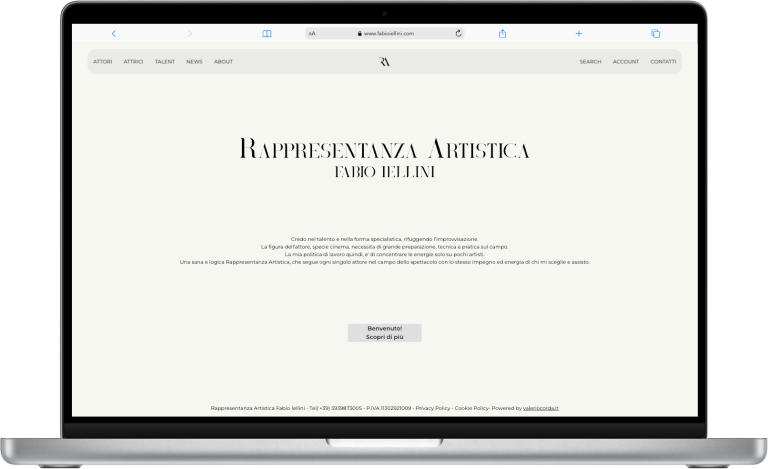 AA
www.fabioiellini.com
ATTORI ATTRICI TALENT NEWS ABOUT RA SEARCH ACCOUNT CONTATTI
RAPPRESENTANZA ARTISTICA
FABIO IELLINI
Credo nel talento e nella forma specialistica, rifuggendo l'improvvisazione.
La figura dell'attore, specie cinema, necessita di grande preparazione, tecnica e pratica sul campo.
La mia politica di lavoro quindi, e' di concentrare le energie solo su pochi artisti.
Una sana e logica Rappresentanza Artistica, che segue ogni singolo attore nel campo dello spettacolo con lo stesso impegno ed energia di chi mi sceglie e assisto.
Benvenuto!
Scopri di più
Rappresentanza Artistica Fabio Iellini - Tel( +39) 3939873005 - P.IVA 11302921009 - Privacy Policy - Cookie Policy- Powered by valeriocorda.it